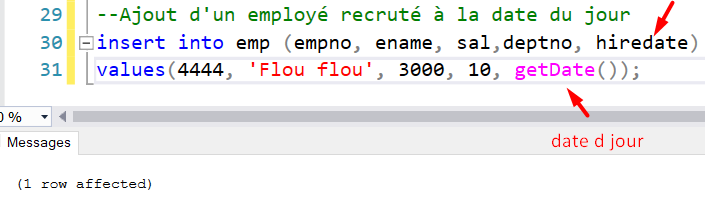 29 --Ajout d'un employé recruté à la date du jour
30 insert into emp (empno, ename, sal,deptno, hiredate)
31 values(4444, 'Flou flou', 3000, 10, getDate());
0 %
date d jour
Messages
(1 row affected)